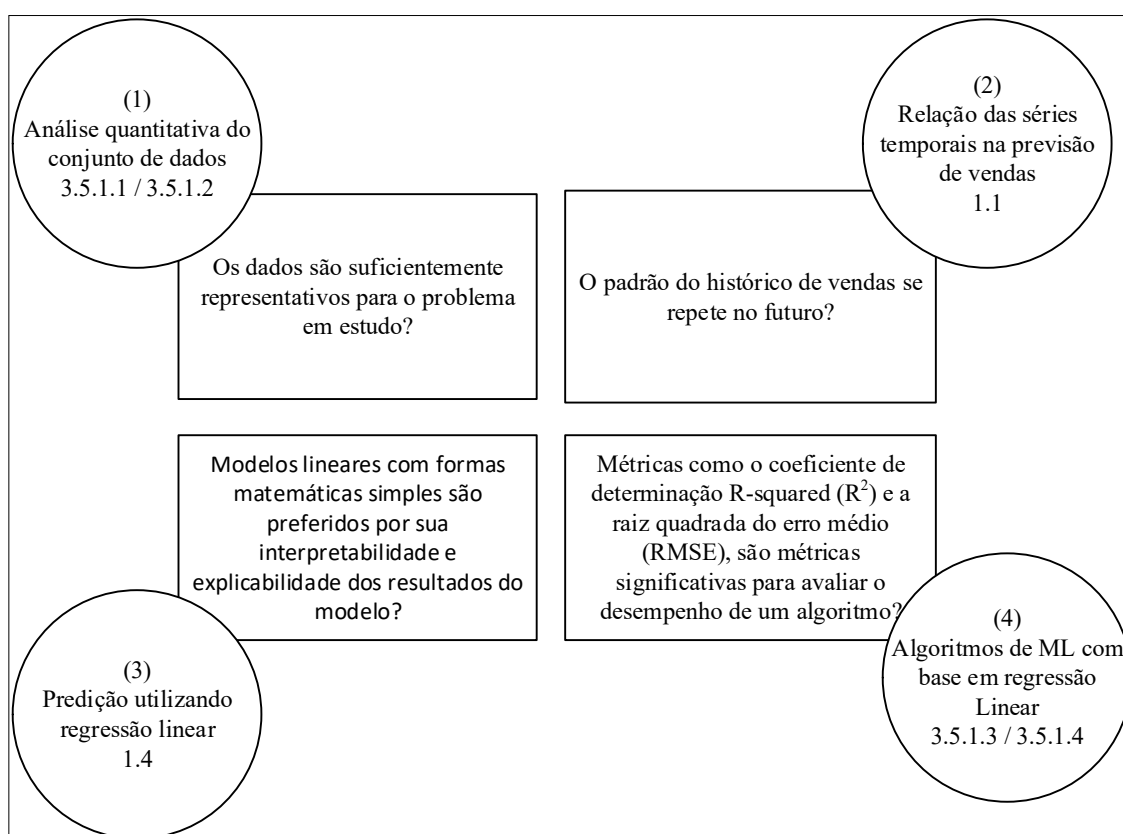 (1)
Análise quantitativa do
conjunto de dados
3.5.1.1 / 3.5.1.2
Os dados são suficientemente
representativos para o problema
em estudo?
(2)
Relação das séries
temporais na previsão
de vendas
1.1
O padrão do histórico de vendas se
repete no futuro?
Modelos lineares com formas
matemáticas simples são
preferidos por sua
interpretabilidade e
explicabilidade dos resultados do
modelo?
(3)
Predição utilizando
regressão linear
1.4
Métricas como o coeficiente de
determinação R-squared (R²) e a
raiz quadrada do erro médio
(RMSE), são métricas
significativas para avaliar o
desempenho de um algoritmo?
(4)
Algoritmos de ML com
base em regressão
Linear
3.5.1.3 / 3.5.1.4